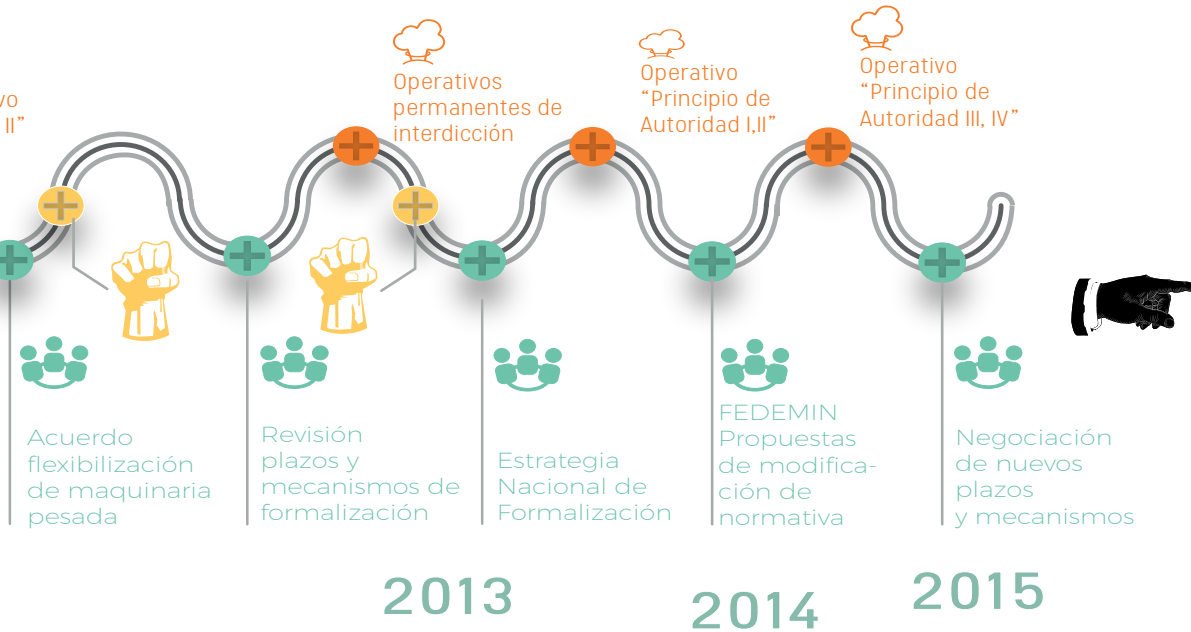 II”
Operativos
permanentes de
interdicción
Operativo
“Principio de
Autoridad I,II”
Operativo
“Principio de
Autoridad III, IV”
Acuerdo
flexibilización
de maquinaria
pesada
Revisión
plazos y
mecanismos de
formalización
Estrategia
Nacional de
Formalización
FEDEMIN
Propuestas
de modifica-
ción de
normativa
Negociación
de nuevos
plazos
y mecanismos
2013
2014
2015